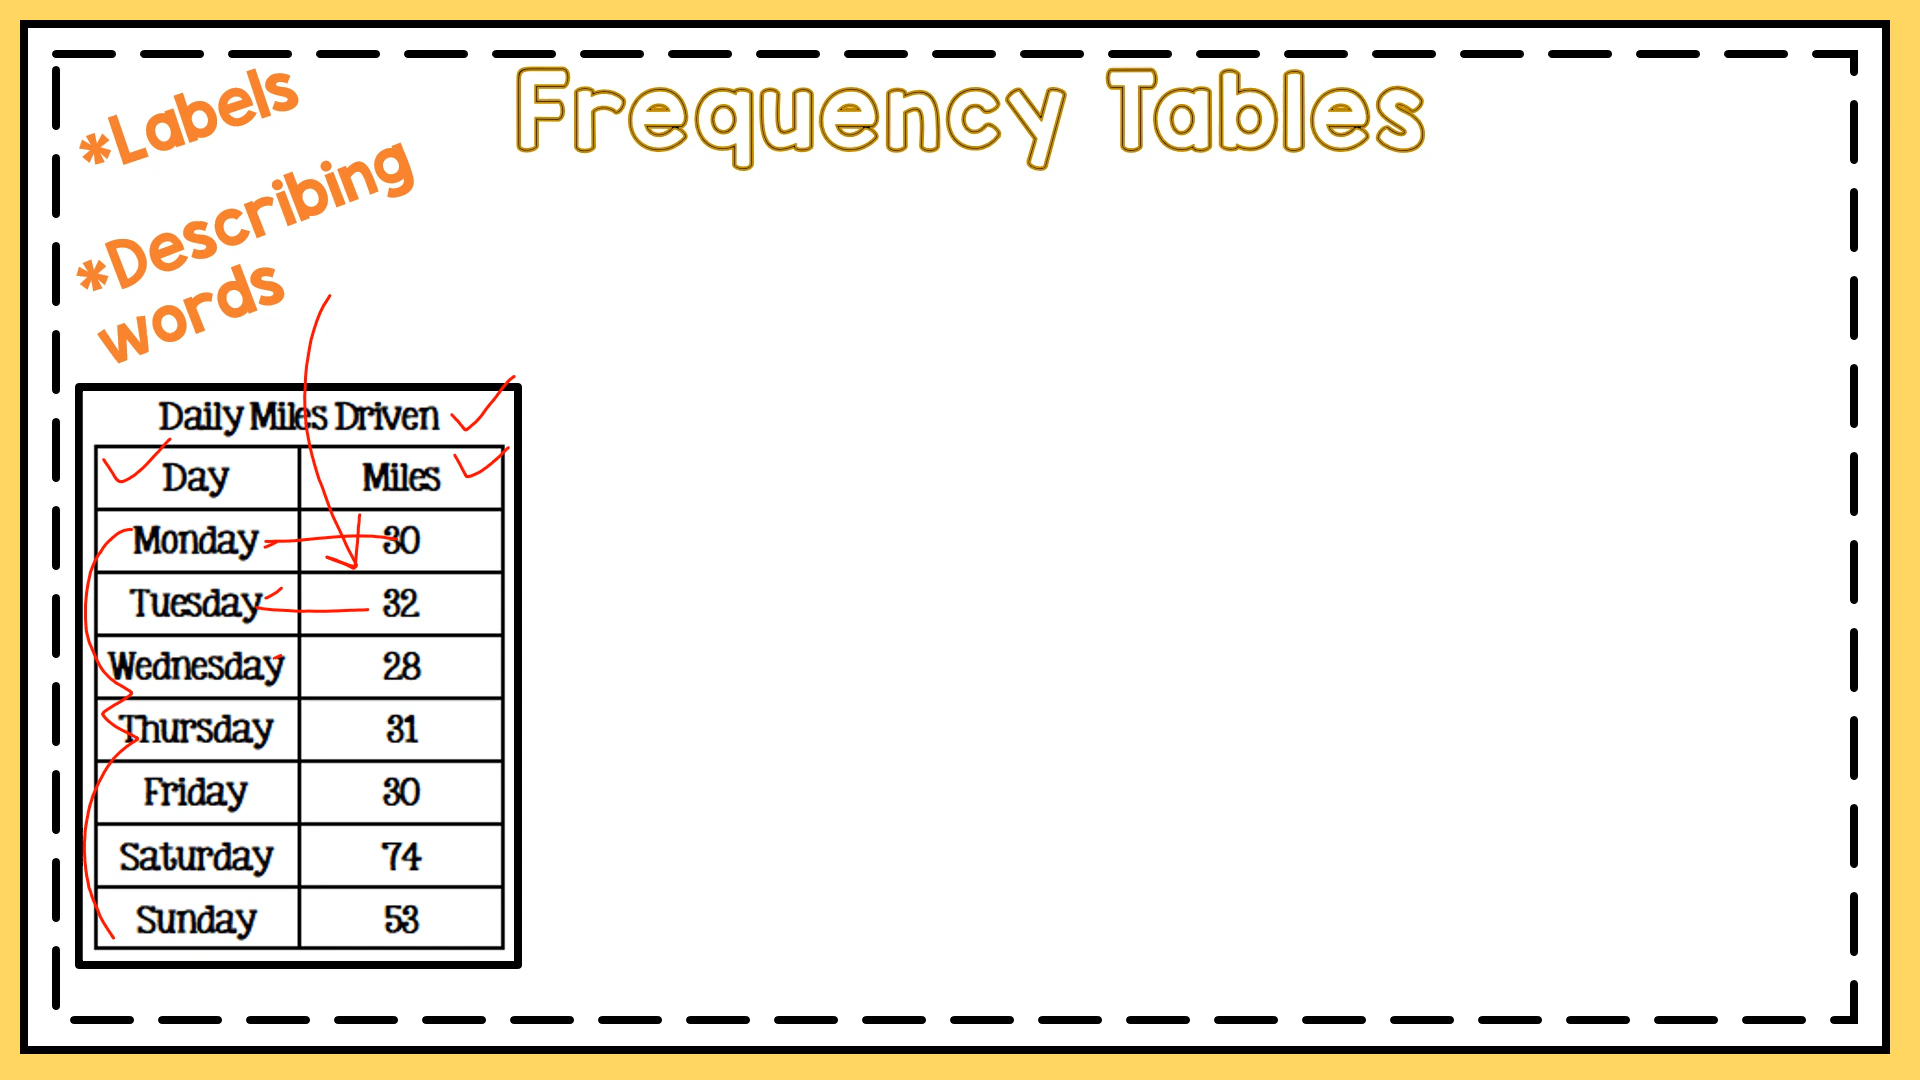 Frequency Tables
*Labels
*Describing
words
Daily Miles Driven
Day Miles
Monday 30
Tuesday 32
Wednesday 28
Thursday 31
Friday 30
Saturday 74
Sunday 53